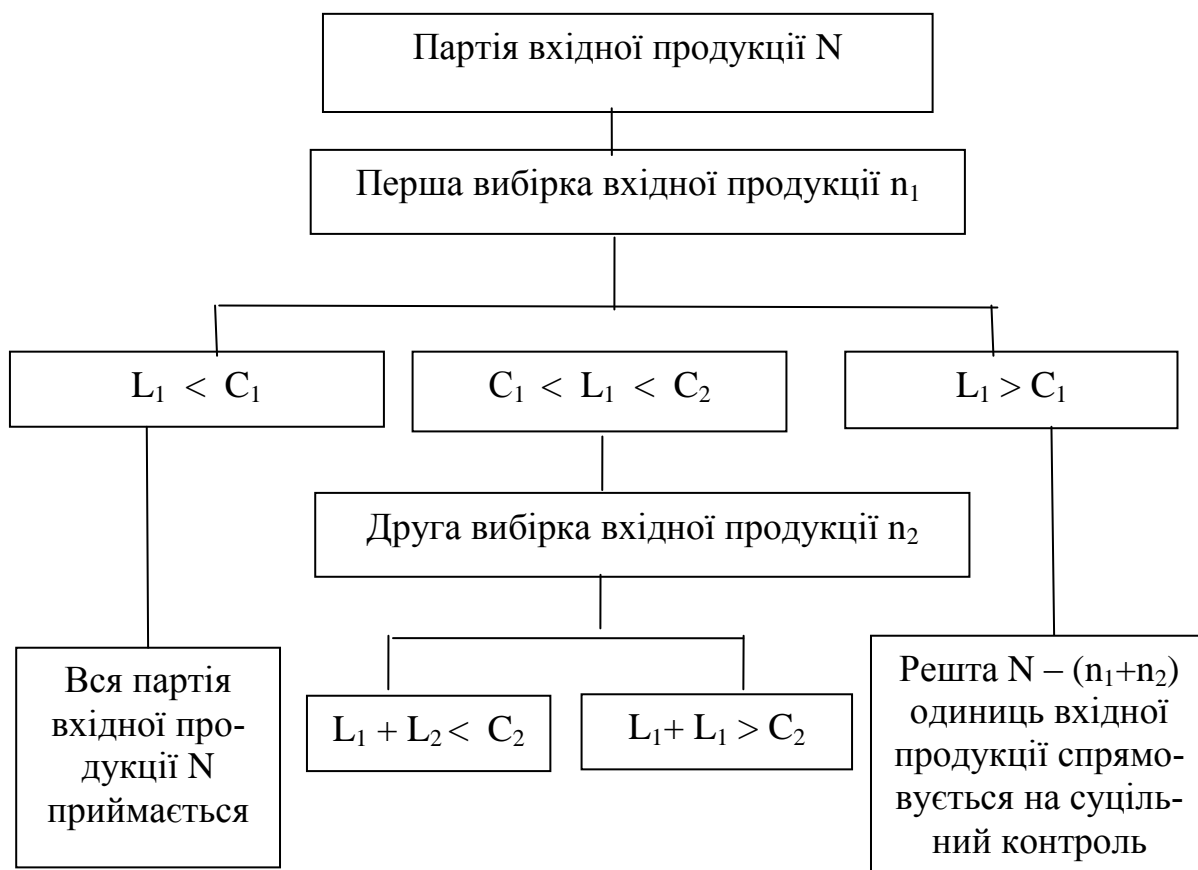 Партія вхідної продукції N
Перша вибірка вхідної продукції n₁
L₁ < C₁
C₁ < L₁ < C₂
L₁ > C₁
Друга вибірка вхідної продукції n₂
Вся партія
вхідної про-
дукції N
приймається
L₁ + L₂ < C₂
L₁+ L₁ > C₂
Решта N – (n₁+n₂)
одиниць вхідної
продукції спрямо-
вується на суціль-
ний контроль